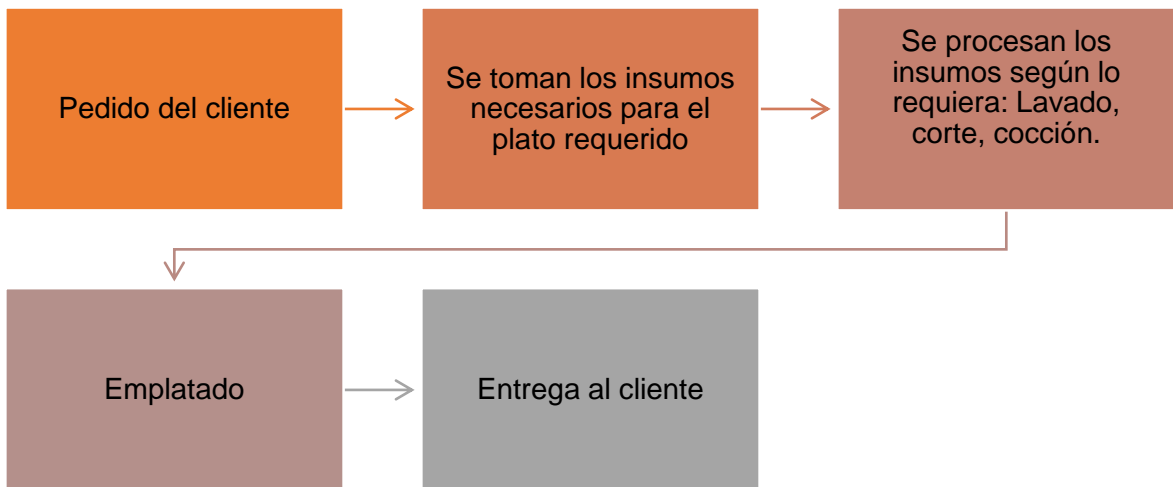 Pedido del cliente
Se toman los insumos
necesarios para el
plato requerido
Se procesan los
insumos según lo
requiera: Lavado,
corte, cocción.
Emplatado
Entrega al cliente